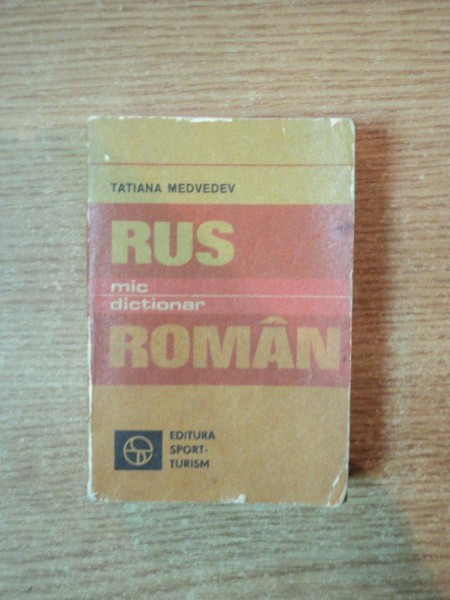 TATIANA MEDVEDEV
RUS
mic
dictionar
ROMÂN
EDITURA
SPORT-
TURISM